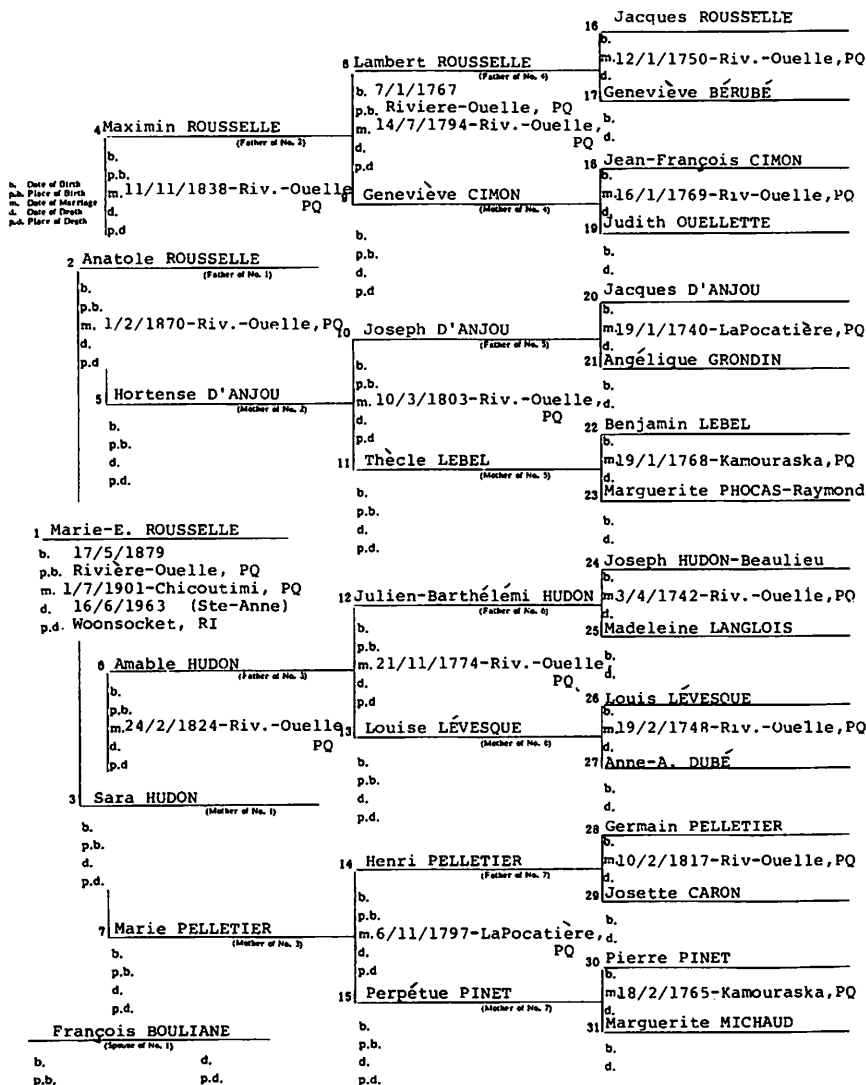 b. Date of Birth
p.b. Place of Birth
m. Date of Marriage
d. Date of Death
p.d. Place of Death
1 Marie-E. ROUSSELLE
b. 17/5/1879
p.b. Rivière-Ouelle, PQ
m. 1/7/1901-Chicoutimi, PQ
d. 16/6/1963 (Ste-Anne)
p.d. Woonsocket, RI
François BOULIANE
(Spouse of No. 1)
b. d.
p.b. p.d.
2 Anatole ROUSSELLE
(Father of No. 1)
b.
p.b.
m. 1/2/1870-Riv.-Ouelle,PQ
d.
p.d
3 Sara HUDON
(Mother of No. 1)
b.
p.b.
d.
p.d.
4 Maximin ROUSSELLE
(Father of No. 2)
b.
p.b.
m. 11/11/1838-Riv.-Ouelle
PQ
d.
p.d
5 Hortense D'ANJOU
(Mother of No. 2)
b.
p.b.
d.
p.d.
6 Amable HUDON
(Father of No. 3)
b.
p.b.
m. 24/2/1824-Riv.-Ouelle
PQ
d.
p.d
7 Marie PELLETIER
(Mother of No. 3)
b.
p.b.
d.
p.d.
8 Lambert ROUSSELLE
(Father of No. 4)
b. 7/1/1767
p.b. Riviere-Ouelle, PQ
m. 14/7/1794-Riv.-Ouelle,
PQ
d.
p.d
9 Geneviève CIMON
(Mother of No. 4)
b.
p.b.
d.
p.d
10 Joseph D'ANJOU
(Father of No. 5)
b.
p.b.
m. 10/3/1803-Riv.-Ouelle,
PQ
d.
p.d
11 Thècle LEBEL
(Mother of No. 5)
b.
p.b.
d.
p.d.
12 Julien-Barthélémi HUDON
(Father of No. 6)
b.
p.b.
m. 21/11/1774-Riv.-Ouelle,
PQ
d.
p.d
13 Louise LÉVESQUE
(Mother of No. 6)
b.
p.b.
d.
p.d.
14 Henri PELLETIER
(Father of No. 7)
b.
p.b.
m. 6/11/1797-LaPocatière,
PQ
d.
p.d
15 Perpétue PINET
(Mother of No. 7)
b.
p.b.
d.
p.d.
16 Jacques ROUSSELLE
b.
m. 12/1/1750-Riv.-Ouelle,PQ
d.
17 Geneviève BÉRUBÉ
b.
d.
18 Jean-François CIMON
b.
m. 16/1/1769-Riv-Ouelle,PQ
d.
19 Judith OUELLETTE
b.
d.
20 Jacques D'ANJOU
b.
m. 19/1/1740-LaPocatière,PQ
d.
21 Angélique GRONDIN
b.
d.
22 Benjamin LEBEL
b.
m. 19/1/1768-Kamouraska,PQ
d.
23 Marguerite PHOCAS-Raymond
b.
d.
24 Joseph HUDON-Beaulieu
b.
m. 3/4/1742-Riv.-Ouelle,PQ
d.
25 Madeleine LANGLOIS
b.
d.
26 Louis LÉVESQUE
b.
m. 19/2/1748-Riv.-Ouelle,PQ
d.
27 Anne-A. DUBÉ
b.
d.
28 Germain PELLETIER
b.
m. 10/2/1817-Riv-Ouelle,PQ
d.
29 Josette CARON
b.
d.
30 Pierre PINET
b.
m. 18/2/1765-Kamouraska,PQ
d.
31 Marguerite MICHAUD
b.
d.